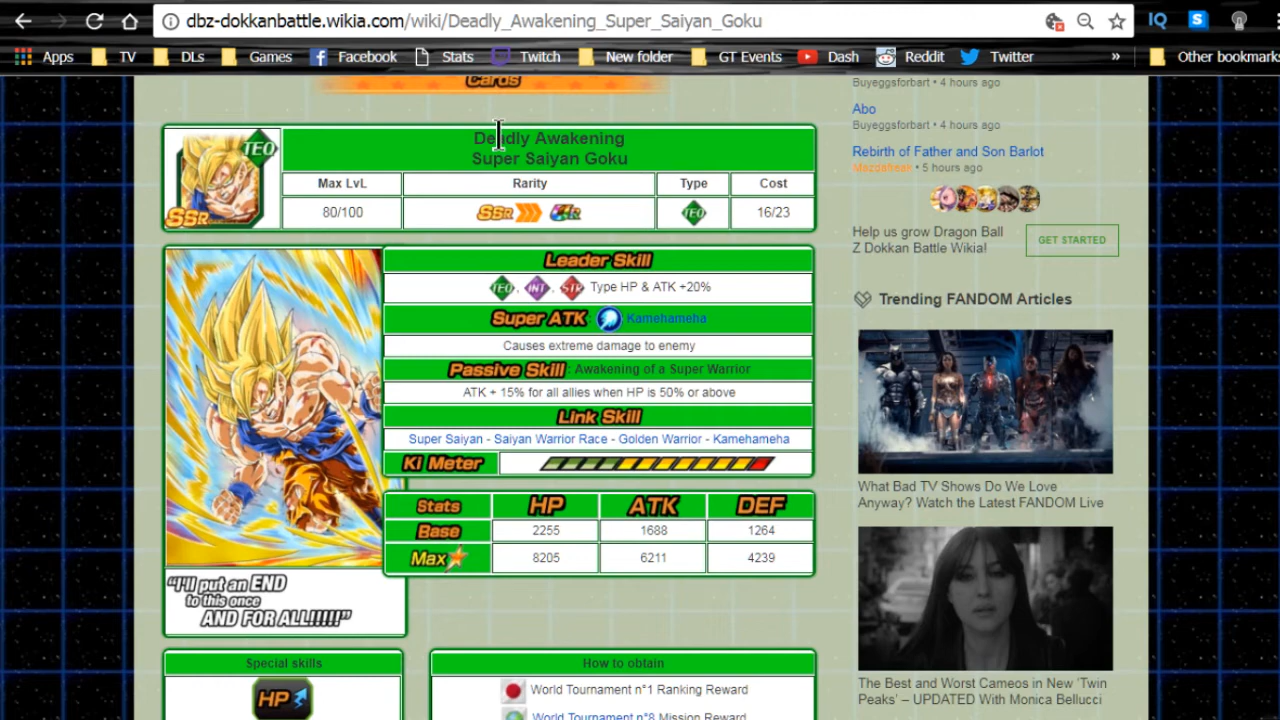 dbz-dokkanbattle.wikia.com/wiki/Deadly_Awakening_Super_Saiyan_Goku
IQ
S
Apps TV DLs Games Facebook Stats Twitch New folder GT Events Dash Reddit Twitter » Other bookmarks
Cards
Deadly Awakening
Super Saiyan Goku
TEQ
SSR
Max LvL Rarity Type Cost
80/100 SSR UR TEQ 16/23
Leader Skill
TEQ, INT, STR Type HP & ATK +20%
Super ATK: Kamehameha
Causes extreme damage to enemy
Passive Skill: Awakening of a Super Warrior
ATK + 15% for all allies when HP is 50% or above
Link Skill
Super Saiyan - Saiyan Warrior Race - Golden Warrior - Kamehameha
Ki Meter
Stats HP ATK DEF
Base 2255 1688 1264
Max 8205 6211 4239
"I'll put an END
to this once
AND FOR ALL!!!!!"
Special skills
HP
How to obtain
World Tournament n°1 Ranking Reward
World Tournament n°8 Mission Reward
Buyeggsforbart • 4 hours ago
Abo
Buyeggsforbart • 4 hours ago
Rebirth of Father and Son Barlot
• 5 hours ago
Help us grow Dragon Ball
Z Dokkan Battle Wikia!
GET STARTED
Trending FANDOM Articles
What Bad TV Shows Do We Love
Anyway? Watch the Latest FANDOM Live
The Best and Worst Cameos in New 'Twin
Peaks' – UPDATED With Monica Bellucci